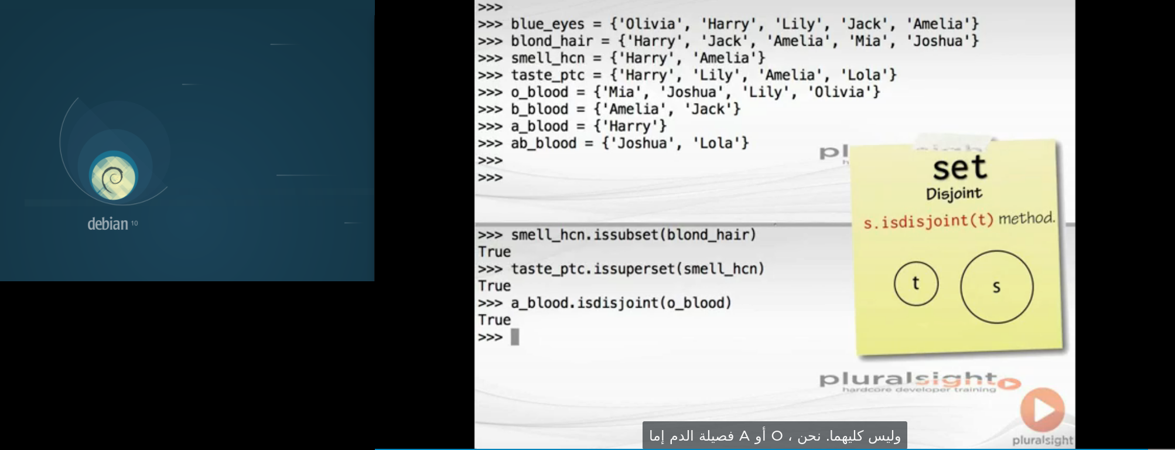 debian 10
>>>
>>> blue_eyes = {'Olivia', 'Harry', 'Lily', 'Jack', 'Amelia'}
>>> blond_hair = {'Harry', 'Jack', 'Amelia', 'Mia', 'Joshua'}
>>> smell_hcn = {'Harry', 'Amelia'}
>>> taste_ptc = {'Harry', 'Lily', 'Amelia', 'Lola'}
>>> o_blood = {'Mia', 'Joshua', 'Lily', 'Olivia'}
>>> b_blood = {'Amelia', 'Jack'}
>>> a_blood = {'Harry'}
>>> ab_blood = {'Joshua', 'Lola'}
>>>
>>>
set
Disjoint
s.isdisjoint(t) method.
t s
>>> smell_hcn.issubset(blond_hair)
True
>>> taste_ptc.issuperset(smell_hcn)
True
>>> a_blood.isdisjoint(o_blood)
True
>>>
pluralsight
hardcore developer training
pluralsight
وليس كليهما. نحن ، O أو A فصيلة الدم إما